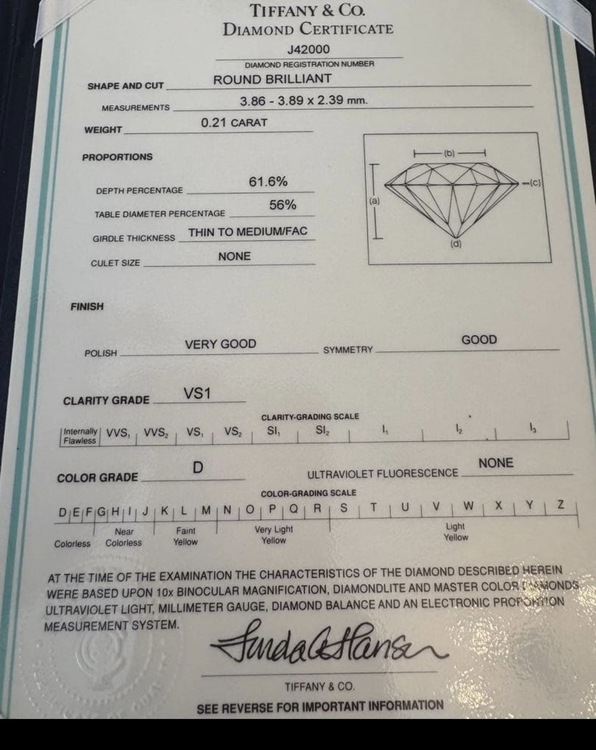 TIFFANY & CO.
DIAMOND CERTIFICATE
J42000
DIAMOND REGISTRATION NUMBER
SHAPE AND CUT ROUND BRILLIANT
MEASUREMENTS 3.86 - 3.89 x 2.39 mm.
WEIGHT 0.21 CARAT
PROPORTIONS
DEPTH PERCENTAGE 61.6%
TABLE DIAMETER PERCENTAGE 56%
GIRDLE THICKNESS THIN TO MEDIUM/FAC
CULET SIZE NONE
(b)
(a)
(c)
(d)
FINISH
POLISH VERY GOOD SYMMETRY GOOD
CLARITY GRADE VS1
CLARITY-GRADING SCALE
Internally Flawless VVS1 VVS2 VS1 VS2 SI1 SI2 I1 I2 I3
COLOR GRADE D ULTRAVIOLET FLUORESCENCE NONE
COLOR-GRADING SCALE
D E F G H I J K L M N O P Q R S T U V W X Y Z
Colorless Near Colorless Faint Yellow Very Light Yellow Light Yellow
AT THE TIME OF THE EXAMINATION THE CHARACTERISTICS OF THE DIAMOND DESCRIBED HEREIN
WERE BASED UPON 10x BINOCULAR MAGNIFICATION, DIAMONDLITE AND MASTER COLOR DIAMONDS
ULTRAVIOLET LIGHT, MILLIMETER GAUGE, DIAMOND BALANCE AND AN ELECTRONIC PROPORTION
MEASUREMENT SYSTEM.
TIFFANY & CO.
SEE REVERSE FOR IMPORTANT INFORMATION